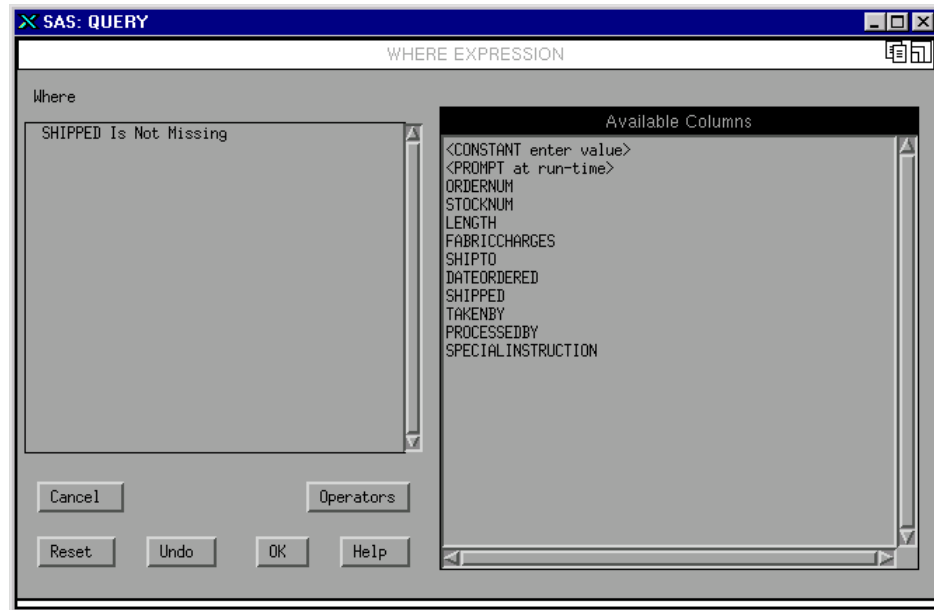 SAS: QUERY
WHERE EXPRESSION
Where
SHIPPED Is Not Missing
Available Columns
<CONSTANT enter value>
<PROMPT at run-time>
ORDERNUM
STOCKNUM
LENGTH
FABRICCHARGES
SHIPTO
DATEORDERED
SHIPPED
TAKENBY
PROCESSEDBY
SPECIALINSTRUCTION
Cancel Operators
Reset Undo OK Help